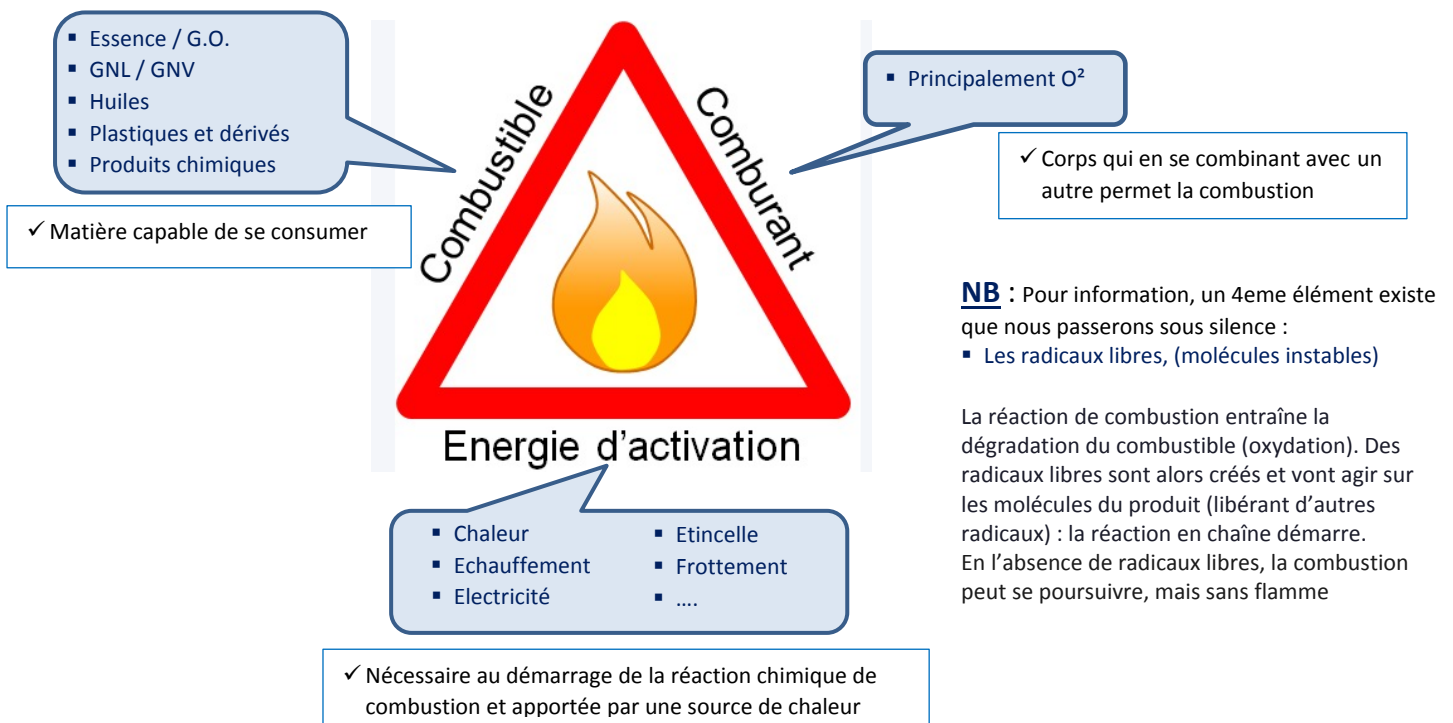 ▪ Essence / G.O.
▪ GNL / GNV
▪ Huiles
▪ Plastiques et dérivés
▪ Produits chimiques
✓ Matière capable de se consumer
Combustible
Comburant
▪ Principalement O²
✓ Corps qui en se combinant avec un
autre permet la combustion
NB : Pour information, un 4eme élément existe
que nous passerons sous silence :
▪ Les radicaux libres, (molécules instables)
La réaction de combustion entraîne la
dégradation du combustible (oxydation). Des
radicaux libres sont alors créés et vont agir sur
les molécules du produit (libérant d’autres
radicaux) : la réaction en chaîne démarre.
En l’absence de radicaux libres, la combustion
peut se poursuivre, mais sans flamme
Energie d’activation
▪ Chaleur
▪ Echauffement
▪ Electricité
▪ Etincelle
▪ Frottement
▪ ….
✓ Nécessaire au démarrage de la réaction chimique de
combustion et apportée par une source de chaleur